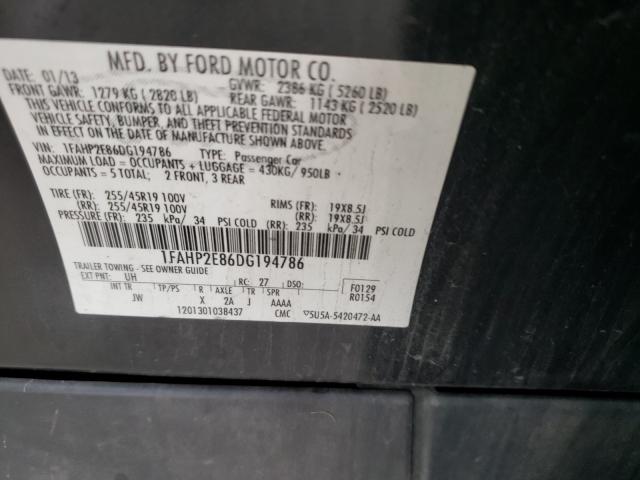 MFD. BY FORD MOTOR CO.
DATE: 01/13 GVWR: 2386 KG ( 5260 LB)
FRONT GAWR: 1279 KG ( 2820 LB) REAR GAWR: 1143 KG ( 2520 LB)
THIS VEHICLE CONFORMS TO ALL APPLICABLE FEDERAL MOTOR
VEHICLE SAFETY, BUMPER, AND THEFT PREVENTION STANDARDS
IN EFFECT ON THE DATE OF MANUFACTURE SHOWN ABOVE.
VIN: 1FAHP2E86DG194786 TYPE: Passenger Car
MAXIMUM LOAD = OCCUPANTS + LUGGAGE = 430KG/ 950LB
OCCUPANTS = 5 TOTAL; 2 FRONT, 3 REAR
TIRE (FR): 255/45R19 100V RIMS (FR): 19X8.5J
(RR): 255/45R19 100V (RR): 19X8.5J
PRESSURE (FR): 235 kPa/ 34 PSI COLD (RR): 235 kPa/ 34 PSI COLD
1FAHP2E86DG194786
TRAILER TOWING - SEE OWNER GUIDE
EXT PNT: UH RC: 27 DSO: F0129
INT TR TP/PS R AXLE TR SPR R0154
JW X 2A J AAAA
1201301038437 CMC ▽5U5A-5420472-AA